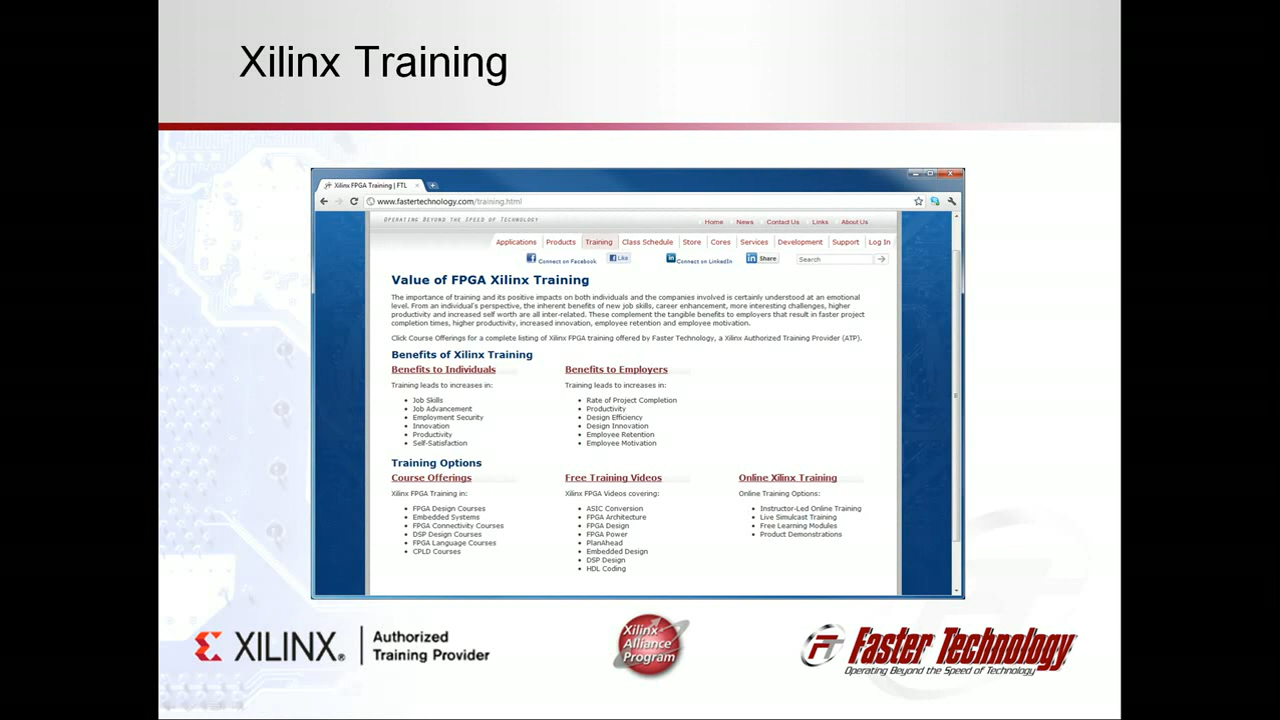 Xilinx Training
Xilinx FPGA Training | FTL
www.fastertechnology.com/training.html
OPERATING BEYOND THE SPEED OF TECHNOLOGY
Home News Contact Us Links About Us
Applications Products Training Class Schedule Store Cores Services Development Support Log In
Connect on Facebook Like Connect on LinkedIn Share Search
Value of FPGA Xilinx Training
The importance of training and its positive impacts on both individuals and the companies involved is certainly understood at an emotional
level. From an individual's perspective, the inherent benefits of new job skills, career enhancement, more interesting challenges, higher
productivity and increased self worth are all inter-related. These complement the tangible benefits to employers that result in faster project
completion times, higher productivity, increased innovation, employee retention and employee motivation.
Click Course Offerings for a complete listing of Xilinx FPGA training offered by Faster Technology, a Xilinx Authorized Training Provider (ATP).
Benefits of Xilinx Training
Benefits to Individuals
Training leads to increases in:
Job Skills
Job Advancement
Employment Security
Innovation
Productivity
Self-Satisfaction
Benefits to Employers
Training leads to increases in:
Rate of Project Completion
Productivity
Design Efficiency
Design Innovation
Employee Retention
Employee Motivation
Training Options
Course Offerings
Xilinx FPGA Training in:
FPGA Design Courses
Embedded Systems
FPGA Connectivity Courses
DSP Design Courses
FPGA Language Courses
CPLD Courses
Free Training Videos
Xilinx FPGA Videos covering:
ASIC Conversion
FPGA Architecture
FPGA Design
FPGA Power
PlanAhead
Embedded Design
DSP Design
HDL Coding
Online Xilinx Training
Online Training Options:
Instructor-Led Online Training
Live Simulcast Training
Free Learning Modules
Product Demonstrations
XILINX® Authorized
Training Provider
Xilinx
Alliance
Program
FT Faster Technology
Operating Beyond the Speed of Technology